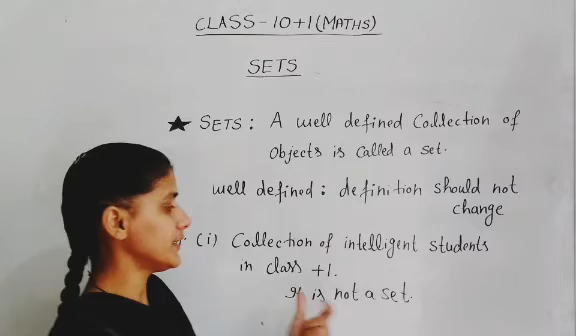 CLASS-10+1(MATHS)
SETS
★ SETS: A well defined Collection of
Objects is called a set.
well defined: definition should not
change
(i) Collection of intelligent students
in class +1.
It is not a set.